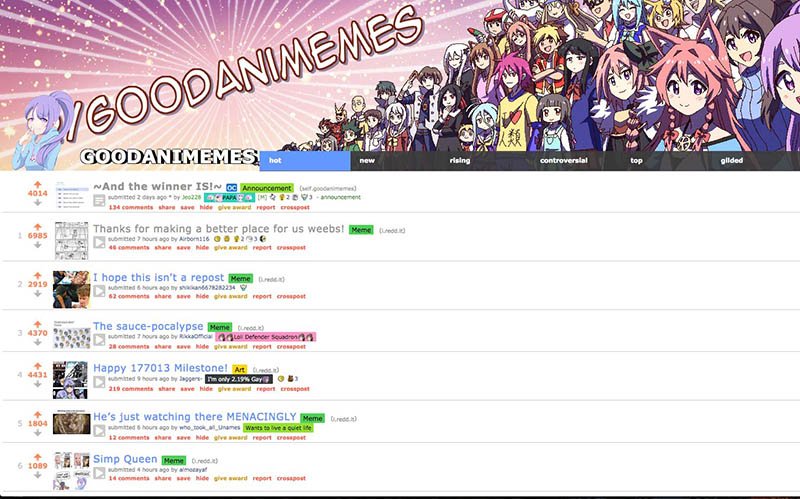 /GOODANIMEMES
GOODANIMEMES hot new rising controversial top gilded
人類
4014
~And the winner IS!~ OC Announcement (self.goodanimemes)
submitted 2 days ago * by Jeo228 PAPA [M] 2 3 - announcement
134 comments share save hide give award report crosspost
1 6985
Thanks for making a better place for us weebs! Meme (i.redd.it)
submitted 7 hours ago by Airborn116 2 3
46 comments share save hide give award report crosspost
2 2919
I hope this isn't a repost Meme (i.redd.it)
submitted 6 hours ago by shikikan6678282234
62 comments share save hide give award report crosspost
3 4370
The sauce-pocalypse Meme (i.redd.it)
submitted 7 hours ago by RikkaOfficial Loli Defender Squadron
28 comments share save hide give award report crosspost
4 4431
Happy 177013 Milestone! Art (i.redd.it)
submitted 9 hours ago by Jaggers- I'm only 2.19% Gay 3
219 comments share save hide give award report crosspost
5 1804
He's just watching there MENACINGLY Meme (i.redd.it)
submitted 6 hours ago by who_took_all_Unames Wants to live a quiet life
12 comments share save hide give award report crosspost
6 1089
Simp Queen Meme (i.redd.it)
submitted 4 hours ago by almozayaf
14 comments share save hide give award report crosspost